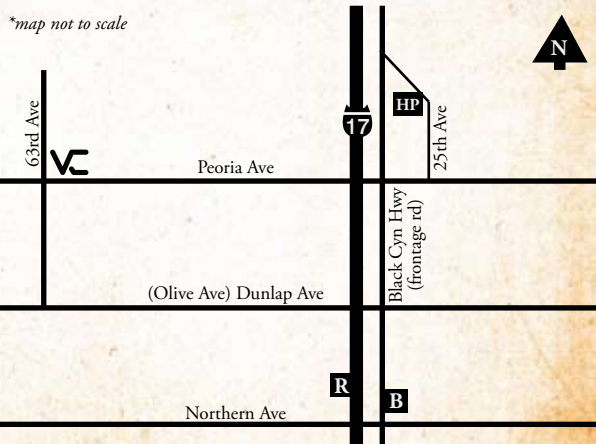 *map not to scale
N
63rd Ave
VC
HP
17
25th Ave
Peoria Ave
Black Cyn Hwy
(frontage rd)
(Olive Ave) Dunlap Ave
R
B
Northern Ave